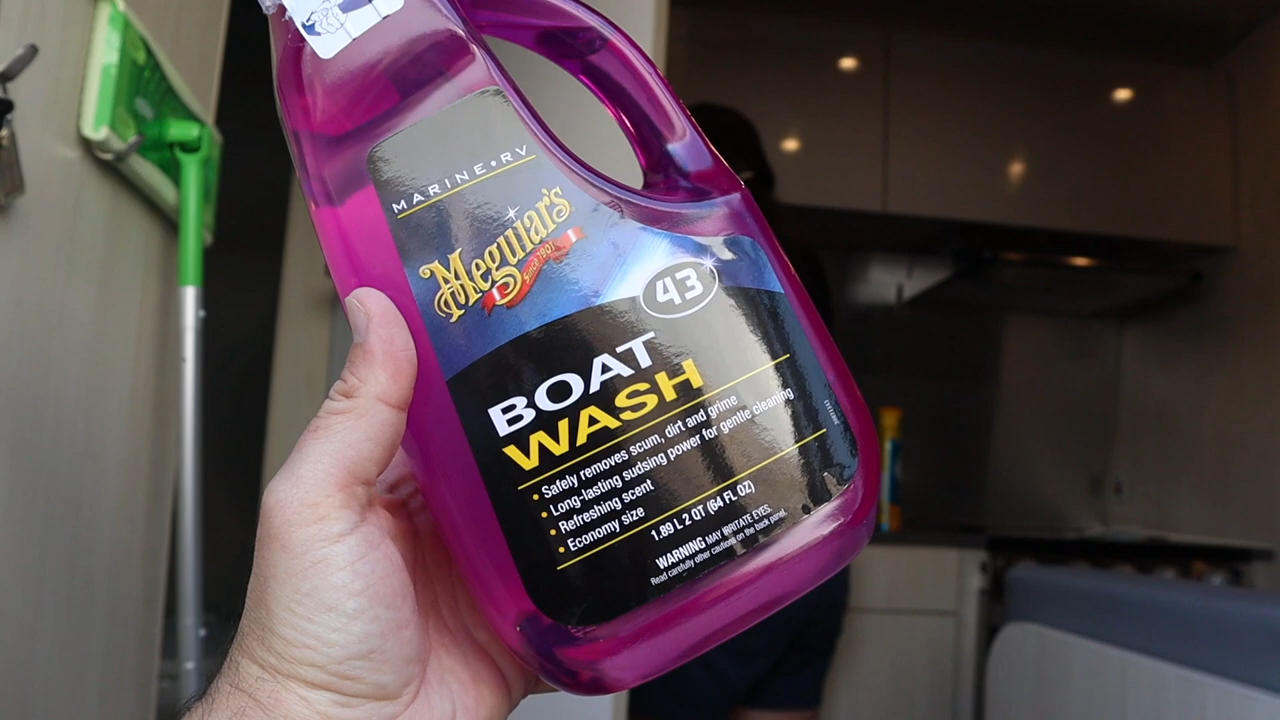 MARINE•RV
Meguiar's
Since 1901
43
BOAT
WASH
• Safely removes scum, dirt and grime
• Long-lasting sudsing power for gentle cleaning
• Refreshing scent
• Economy size
1.89 L 2 QT (64 FL OZ)
WARNING MAY IRRITATE EYES.
Read carefully other cautions on the back panel.